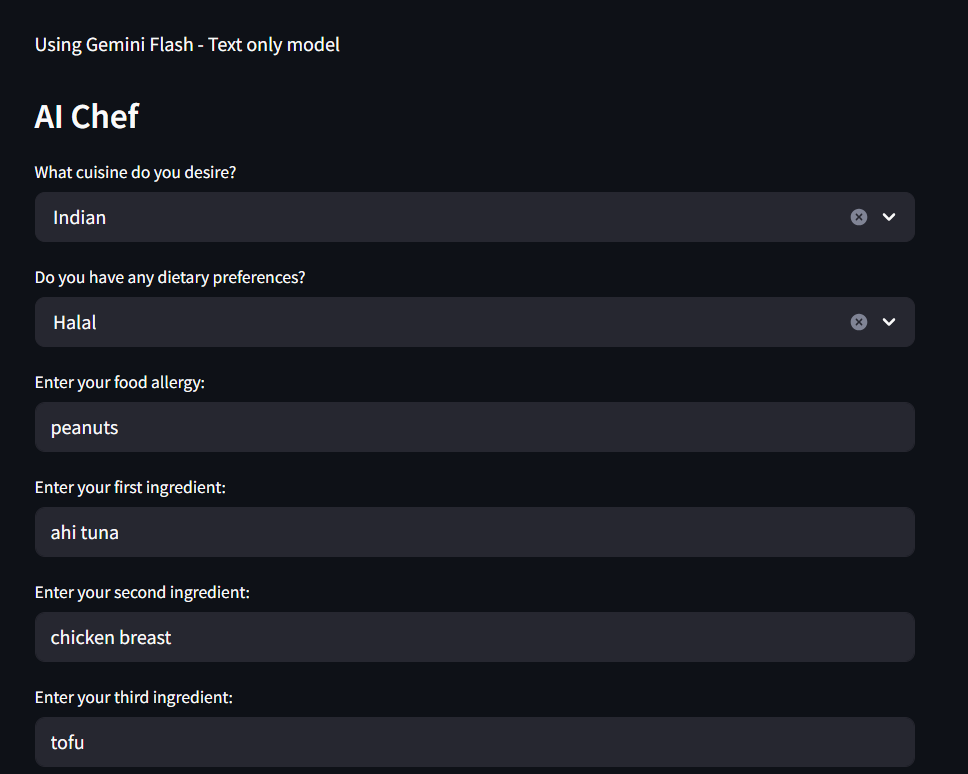 Using Gemini Flash - Text only model
AI Chef
What cuisine do you desire?
Indian
Do you have any dietary preferences?
Halal
Enter your food allergy:
peanuts
Enter your first ingredient:
ahi tuna
Enter your second ingredient:
chicken breast
Enter your third ingredient:
tofu